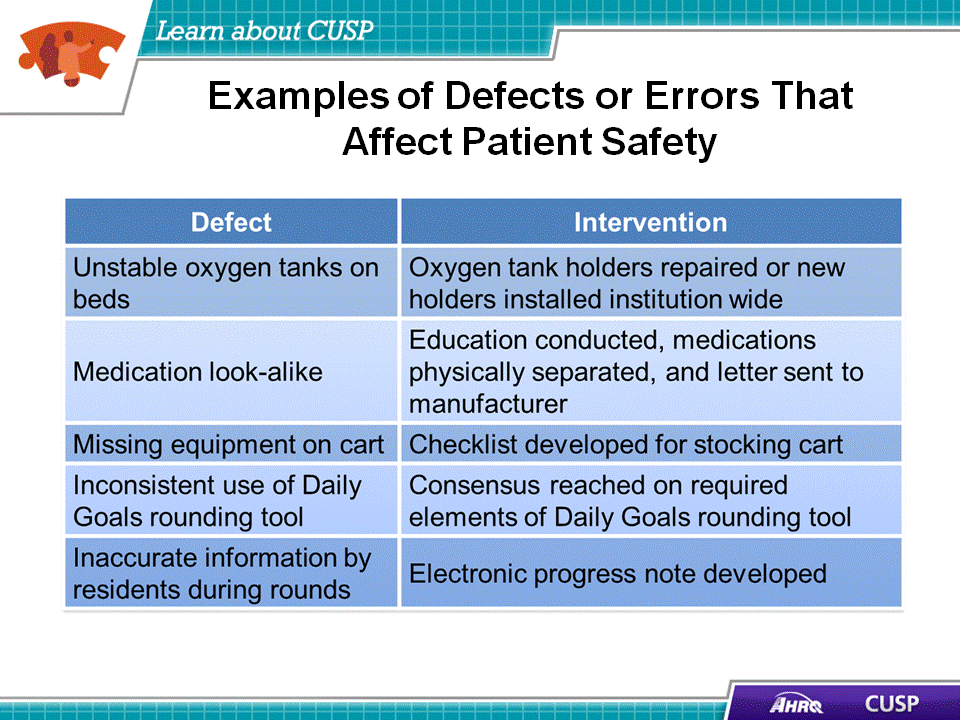 Learn about CUSP
Examples of Defects or Errors That
Affect Patient Safety
Defect
Intervention
Unstable oxygen tanks on
beds
Oxygen tank holders repaired or new
holders installed institution wide
Medication look-alike
Education conducted, medications
physically separated, and letter sent to
manufacturer
Missing equipment on cart
Checklist developed for stocking cart
Inconsistent use of Daily
Goals rounding tool
Consensus reached on required
elements of Daily Goals rounding tool
Inaccurate information by
residents during rounds
Electronic progress note developed
AHRQ
CUSP